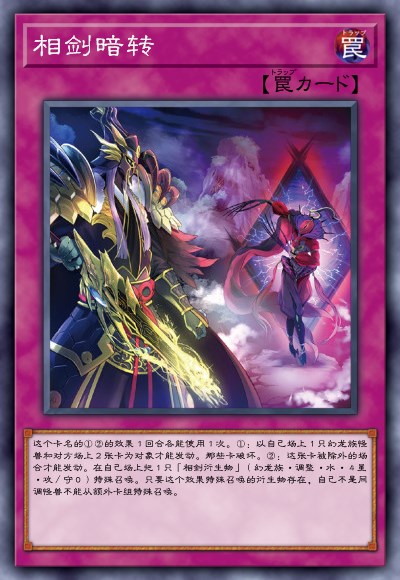 相剑暗转
罠
トラップ
【罠カード】
トラップ
这个卡名的①②的效果1回合各能使用1次。①：以自己场上1只幻龙族怪
兽和对方场上2张卡为对象才能发动。那些卡破坏。②：这张卡被除外的场
合才能发动。在自己场上把1只「相剑衍生物」（幻龙族·调整·水·4星
·攻／守0）特殊召唤。只要这个效果特殊召唤的衍生物存在，自己不是同
调怪兽不能从额外卡组特殊召唤。